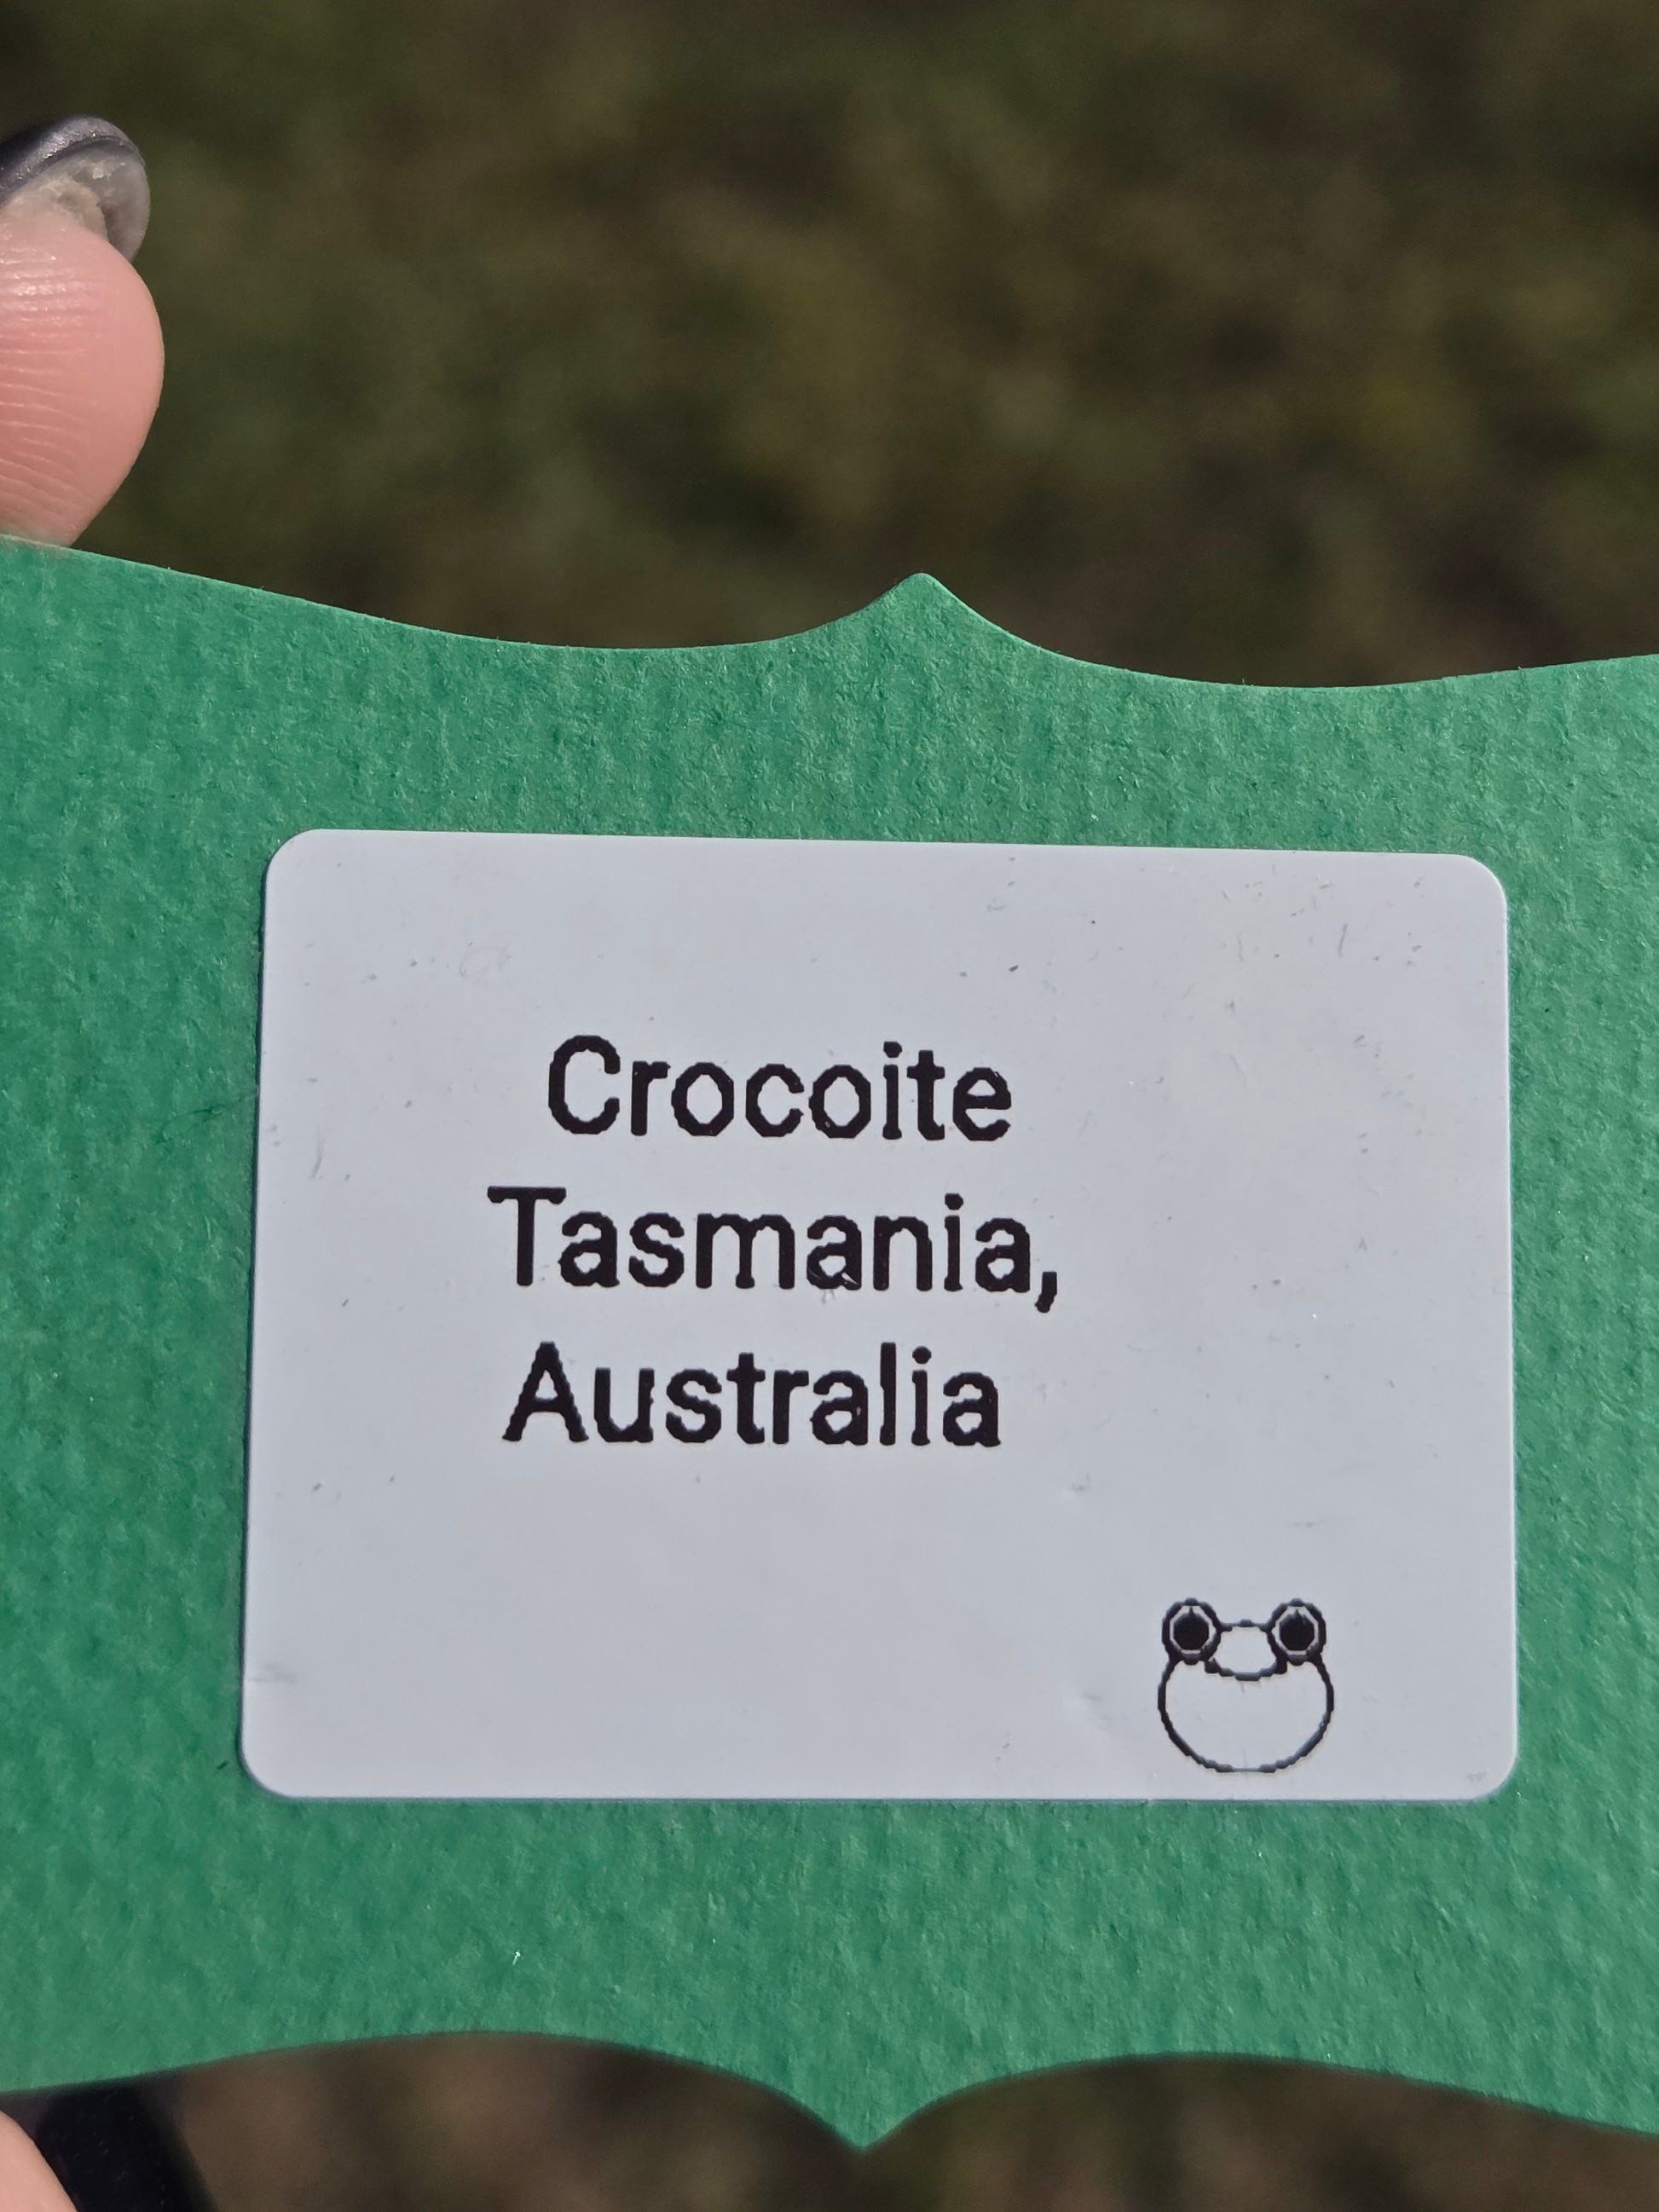 Crocoite
Tasmania,
Australia